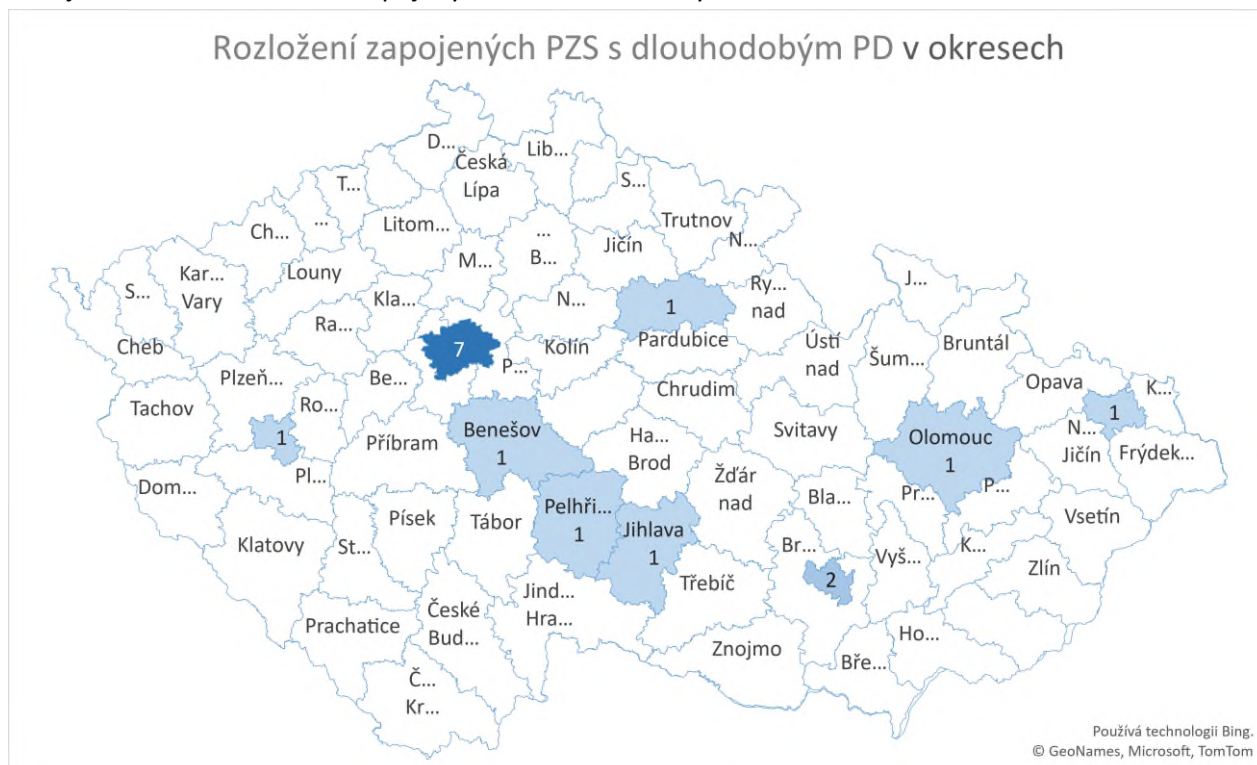 Rozložení zapojených PZS s dlouhodobým PD v okresech
D...
Lib...
Česká
Lípa
T...
S...
...
Ch...
Litom...
Trutnov
...
B...
Jičín
N...
Kar...
Vary
Louny
M...
J...
S...
Kla...
N...
Ry...
nad
1
Ra...
Cheb
7
Kolín
Pardubice
Ústí
nad
Šum...
Bruntál
Plzeň...
Be...
P...
Opava
K...
Tachov
Ro...
Chrudim
1
1
Příbram
Benešov
1
Ha...
Brod
Svitavy
Olomouc
1
N...
Jičín
Frýdek...
Dom...
Pl...
Žďár
nad
Bla...
Pr...
P...
Písek
Tábor
Pelhři...
1
Jihlava
1
Vsetín
Klatovy
St...
Br...
Vyš...
K...
2
Zlín
Třebíč
Jind...
Hra...
České
Bud...
Prachatice
Znojmo
Ho...
Bře...
Č...
Kr...
Používá technologii Bing.
© GeoNames, Microsoft, TomTom